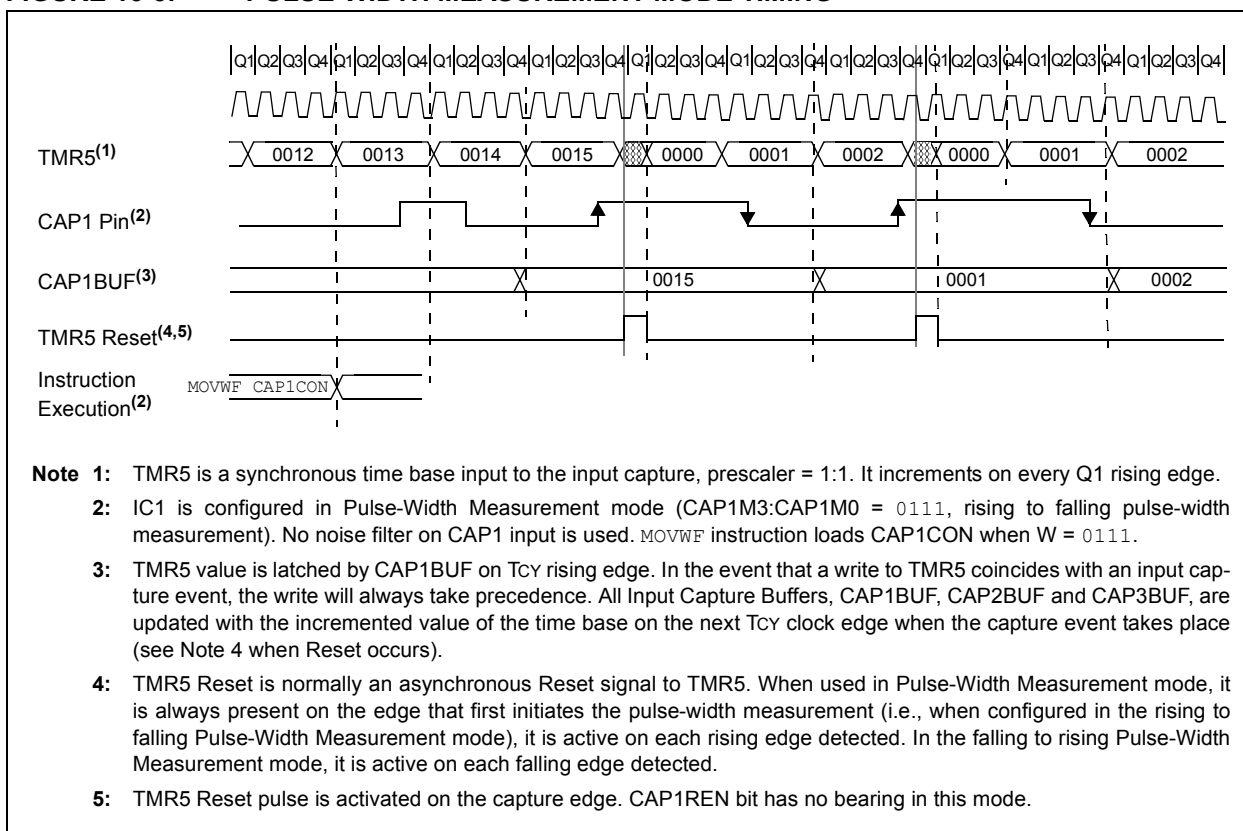 FIGURE PULSE WIDTH MEASUREMENT MODE TIMING
Q1 Q2 Q3 Q4 Q1 Q2 Q3 Q4 Q1 Q2 Q3 Q4 Q1 Q2 Q3 Q4 Q1 Q2 Q3 Q4 Q1 Q2 Q3 Q4 Q1 Q2 Q3 Q4 Q1 Q2 Q3 Q4 Q1 Q2 Q3 Q4 Q1 Q2 Q3 Q4
TMR5(1) 0012 0013 0014 0015 0000 0001 0002 0000 0001 0002
CAP1 Pin(2)
CAP1BUF(3) 0015 0001 0002
TMR5 Reset(4,5)
Instruction
Execution(2) MOVWF CAP1CON
Note 1: TMR5 is a synchronous time base input to the input capture, prescaler = 1:1. It increments on every Q1 rising edge.
2: IC1 is configured in Pulse-Width Measurement mode (CAP1M3:CAP1M0 = 0111, rising to falling pulse-width
measurement). No noise filter on CAP1 input is used. MOVWF instruction loads CAP1CON when W = 0111.
3: TMR5 value is latched by CAP1BUF on TCY rising edge. In the event that a write to TMR5 coincides with an input cap-
ture event, the write will always take precedence. All Input Capture Buffers, CAP1BUF, CAP2BUF and CAP3BUF, are
updated with the incremented value of the time base on the next TCY clock edge when the capture event takes place
(see Note 4 when Reset occurs).
4: TMR5 Reset is normally an asynchronous Reset signal to TMR5. When used in Pulse-Width Measurement mode, it
is always present on the edge that first initiates the pulse-width measurement (i.e., when configured in the rising to
falling Pulse-Width Measurement mode), it is active on each rising edge detected. In the falling to rising Pulse-Width
Measurement mode, it is active on each falling edge detected.
5: TMR5 Reset pulse is activated on the capture edge. CAP1REN bit has no bearing in this mode.